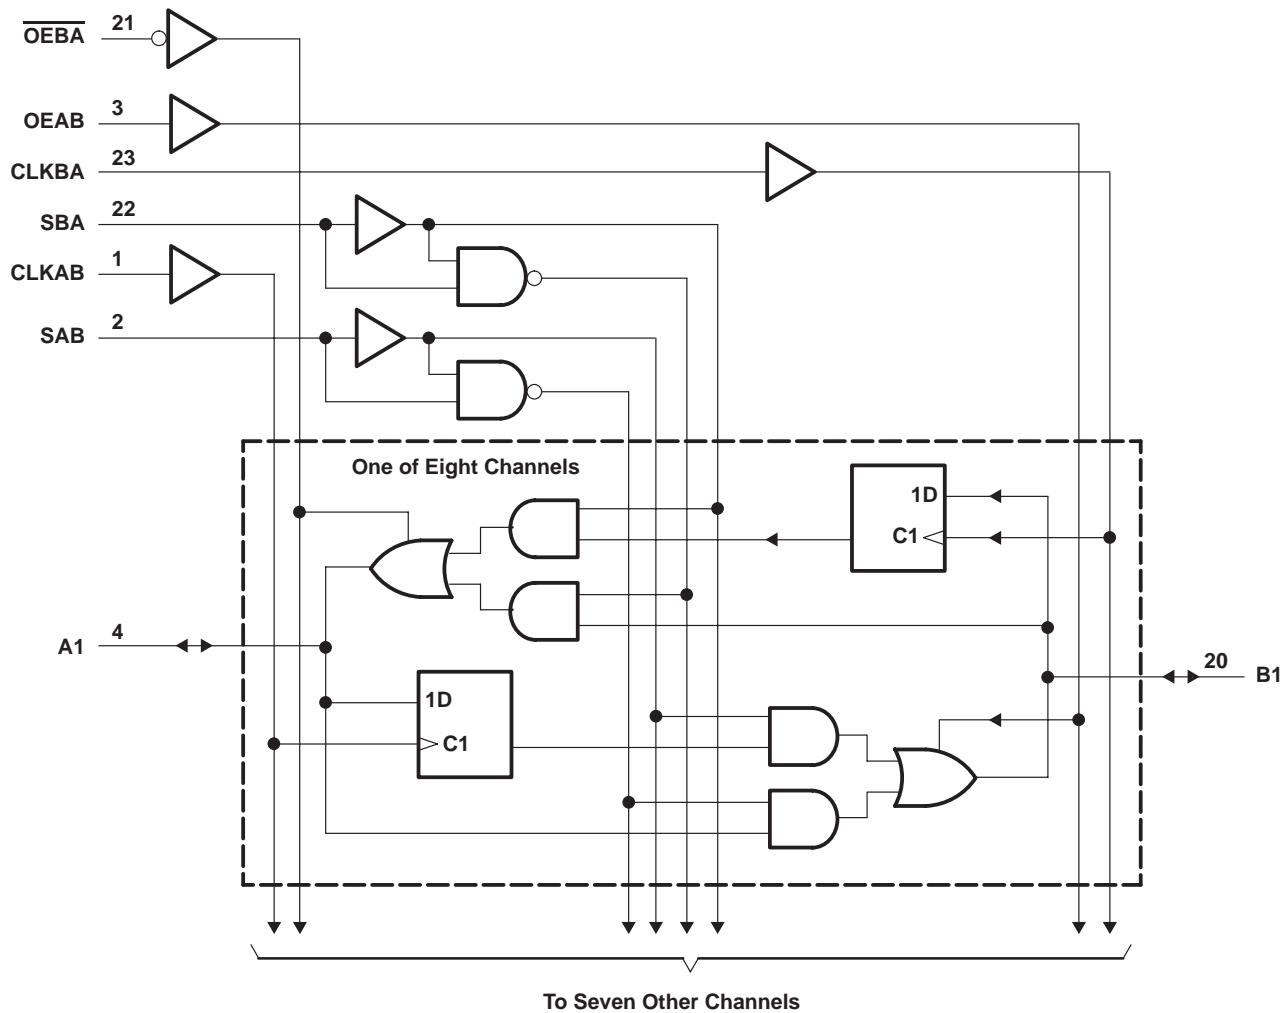 OEBA 21
OEAB 3
CLKBA 23
SBA 22
CLKAB 1
SAB 2
One of Eight Channels
1D
C1
A1 4
1D
C1
20 B1
To Seven Other Channels